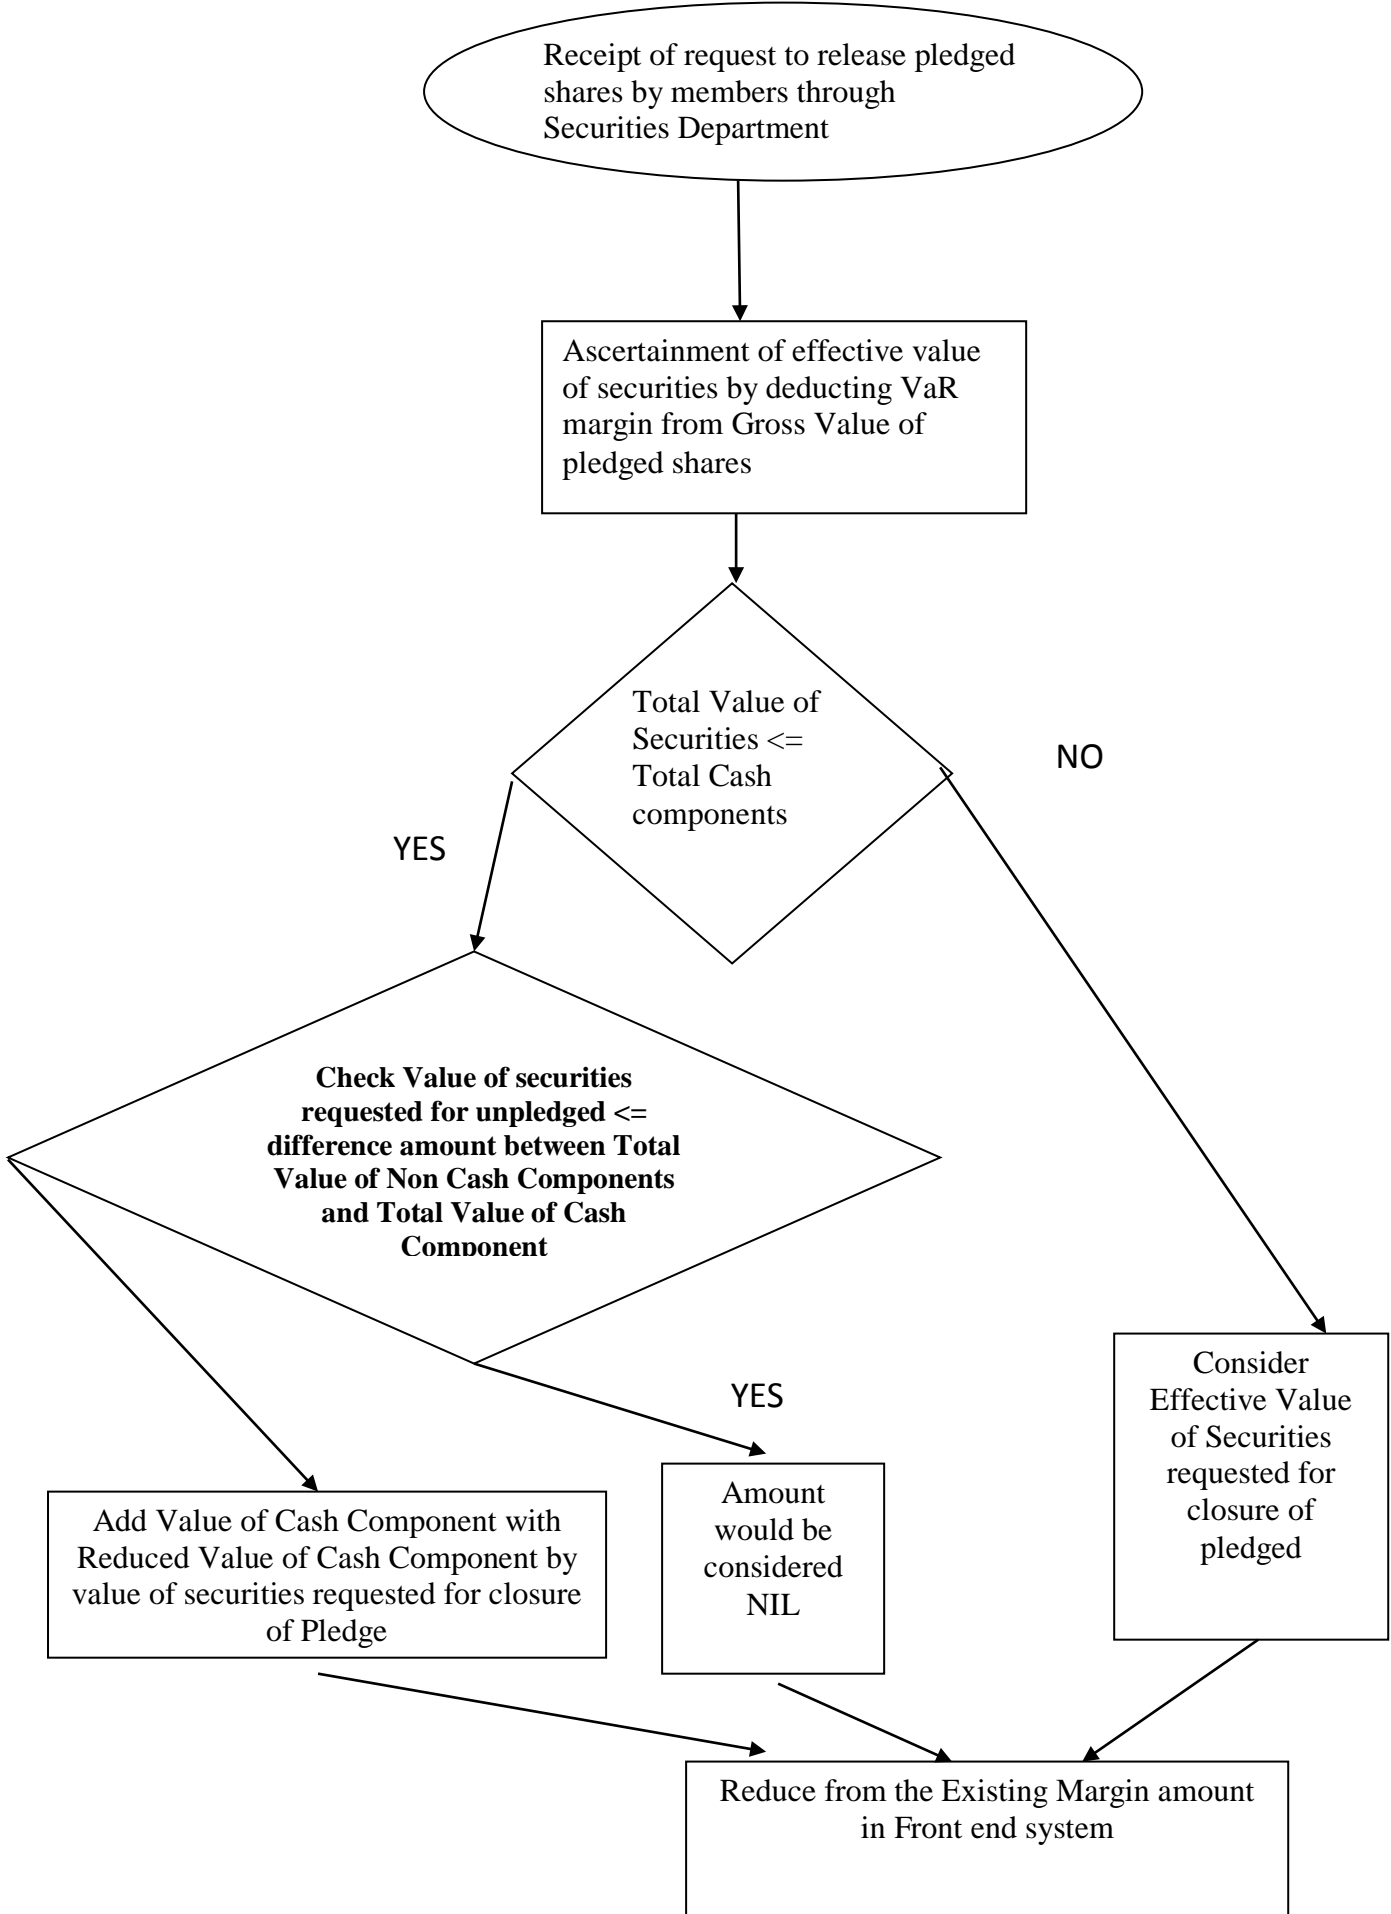 Receipt of request to release pledged
shares by members through
Securities Department
Ascertainment of effective value
of securities by deducting VaR
margin from Gross Value of
pledged shares
Total Value of
Securities <=
Total Cash
components
NO
YES
Check Value of securities
requested for unpledged <=
difference amount between Total
Value of Non Cash Components
and Total Value of Cash
Component
YES
Consider
Effective Value
of Securities
requested for
closure of
pledged
Amount
would be
considered
NIL
Add Value of Cash Component with
Reduced Value of Cash Component by
value of securities requested for closure
of Pledge
Reduce from the Existing Margin amount
in Front end system